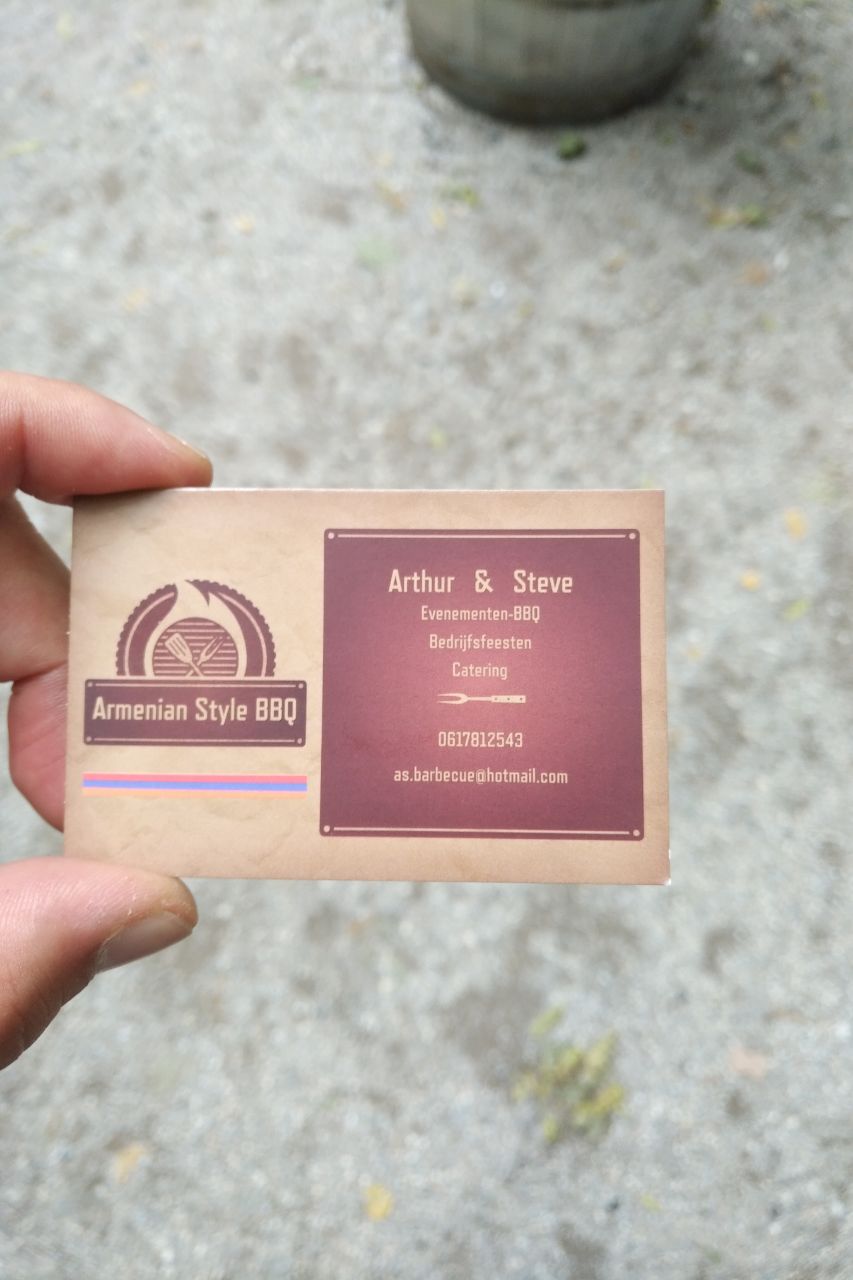 Armenian Style BBQ
Arthur & Steve
Evenementen-BBQ
Bedrijfsfeesten
Catering
0617812543
as.barbecue@hotmail.com